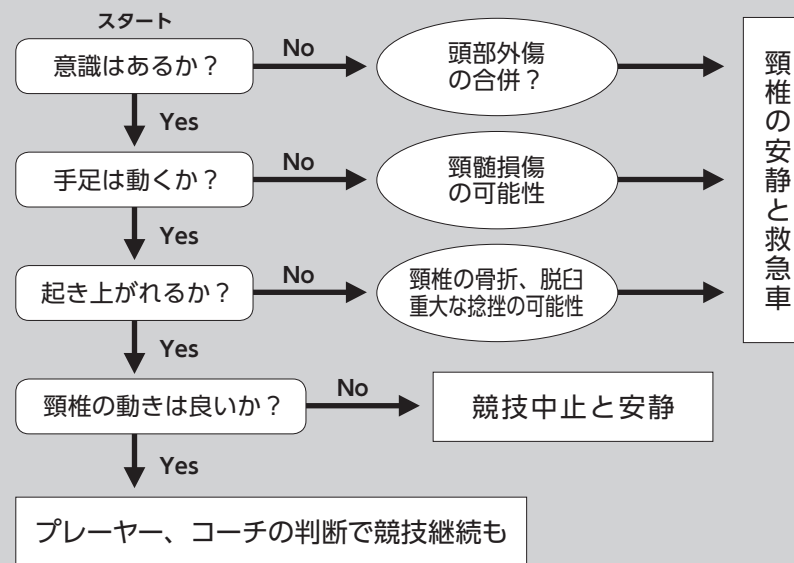 スタート
意識はあるか？
No
頭部外傷
の合併？
頸椎の安静と救急車
Yes
手足は動くか？
No
頸髄損傷
の可能性
Yes
起き上がれるか？
No
頸椎の骨折、脱臼
重大な捻挫の可能性
Yes
頸椎の動きは良いか？
No
競技中止と安静
Yes
プレーヤー、コーチの判断で競技継続も